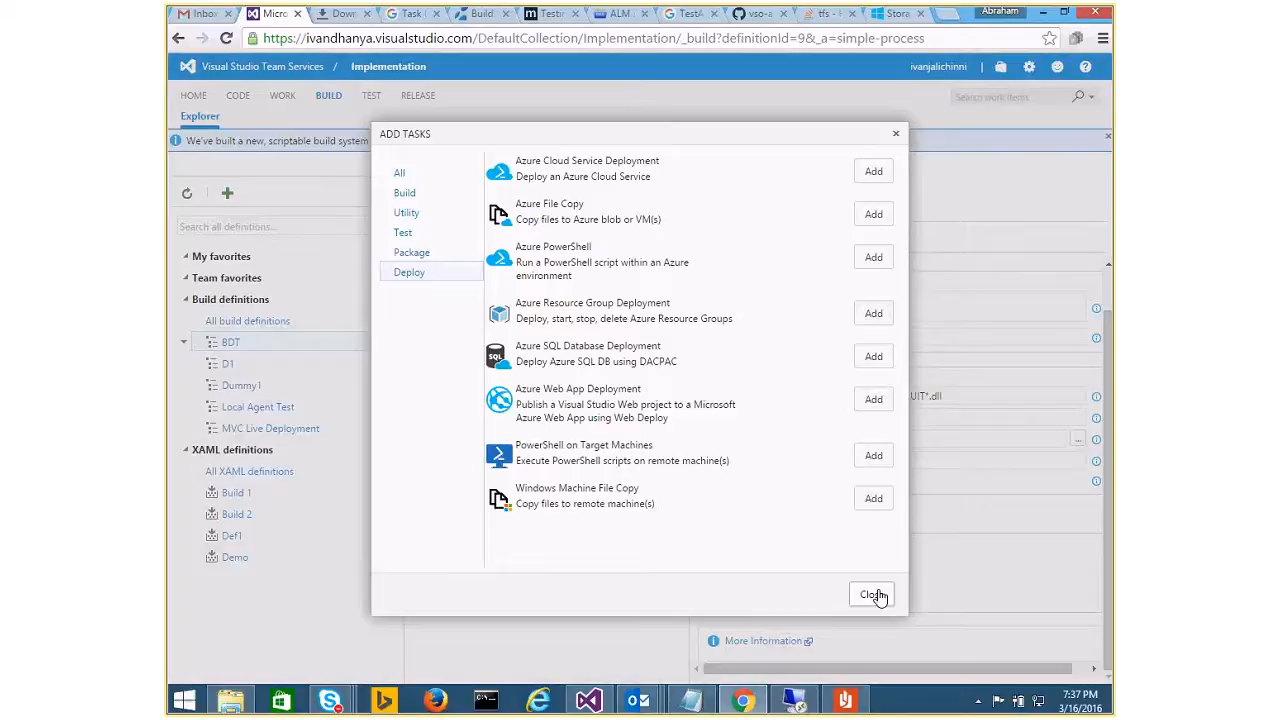 Inbox
Micro
Down
Task
Build
Testin
ALM
TestA
vso-a
tfs -
Stora
Abraham
https://ivandhanya.visualstudio.com/DefaultCollection/Implementation/_build?definitionId=9&_a=simple-process
Visual Studio Team Services / Implementation
ivanjalichinni
HOME CODE WORK BUILD TEST RELEASE
Search work items
Explorer
We've built a new, scriptable build system
Search all definitions...
My favorites
Team favorites
Build definitions
All build definitions
BDT
D1
Dummy1
Local Agent Test
MVC Live Deployment
XAML definitions
All XAML definitions
Build 1
Build 2
Def1
Demo
ADD TASKS
All
Build
Utility
Test
Package
Deploy
Azure Cloud Service Deployment
Deploy an Azure Cloud Service
Add
Azure File Copy
Copy files to Azure blob or VM(s)
Add
Azure PowerShell
Run a PowerShell script within an Azure
environment
Add
Azure Resource Group Deployment
Deploy, start, stop, delete Azure Resource Groups
Add
Azure SQL Database Deployment
Deploy Azure SQL DB using DACPAC
Add
Azure Web App Deployment
Publish a Visual Studio Web project to a Microsoft
Azure Web App using Web Deploy
Add
PowerShell on Target Machines
Execute PowerShell scripts on remote machine(s)
Add
Windows Machine File Copy
Copy files to remote machine(s)
Add
Close
UIT*.dll
...
More Information
7:37 PM
3/16/2016